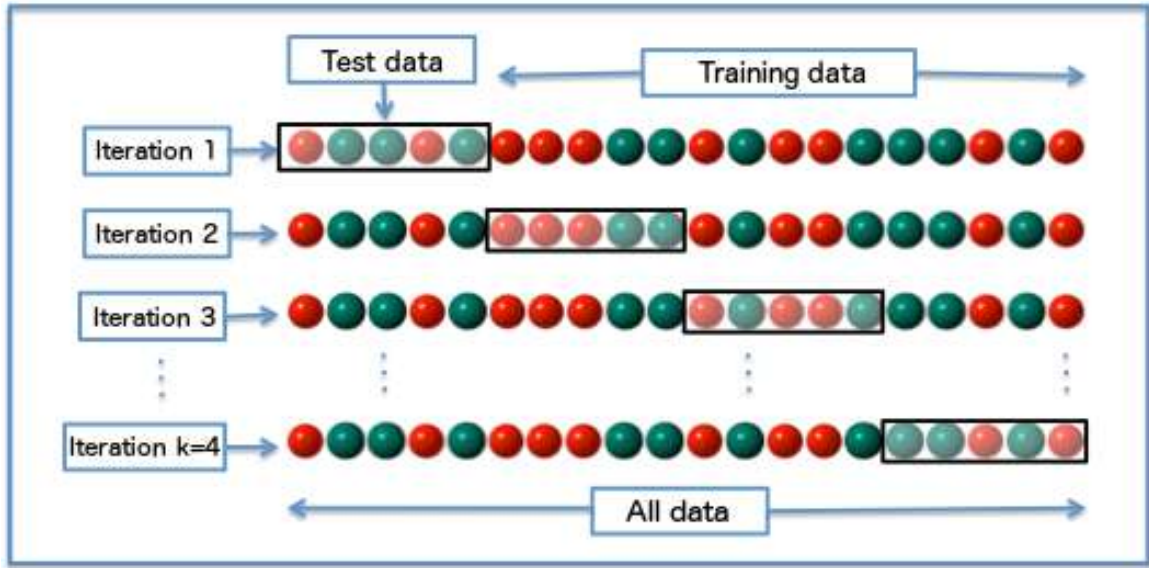 Test data
Training data
Iteration 1
Iteration 2
Iteration 3
Iteration k=4
All data